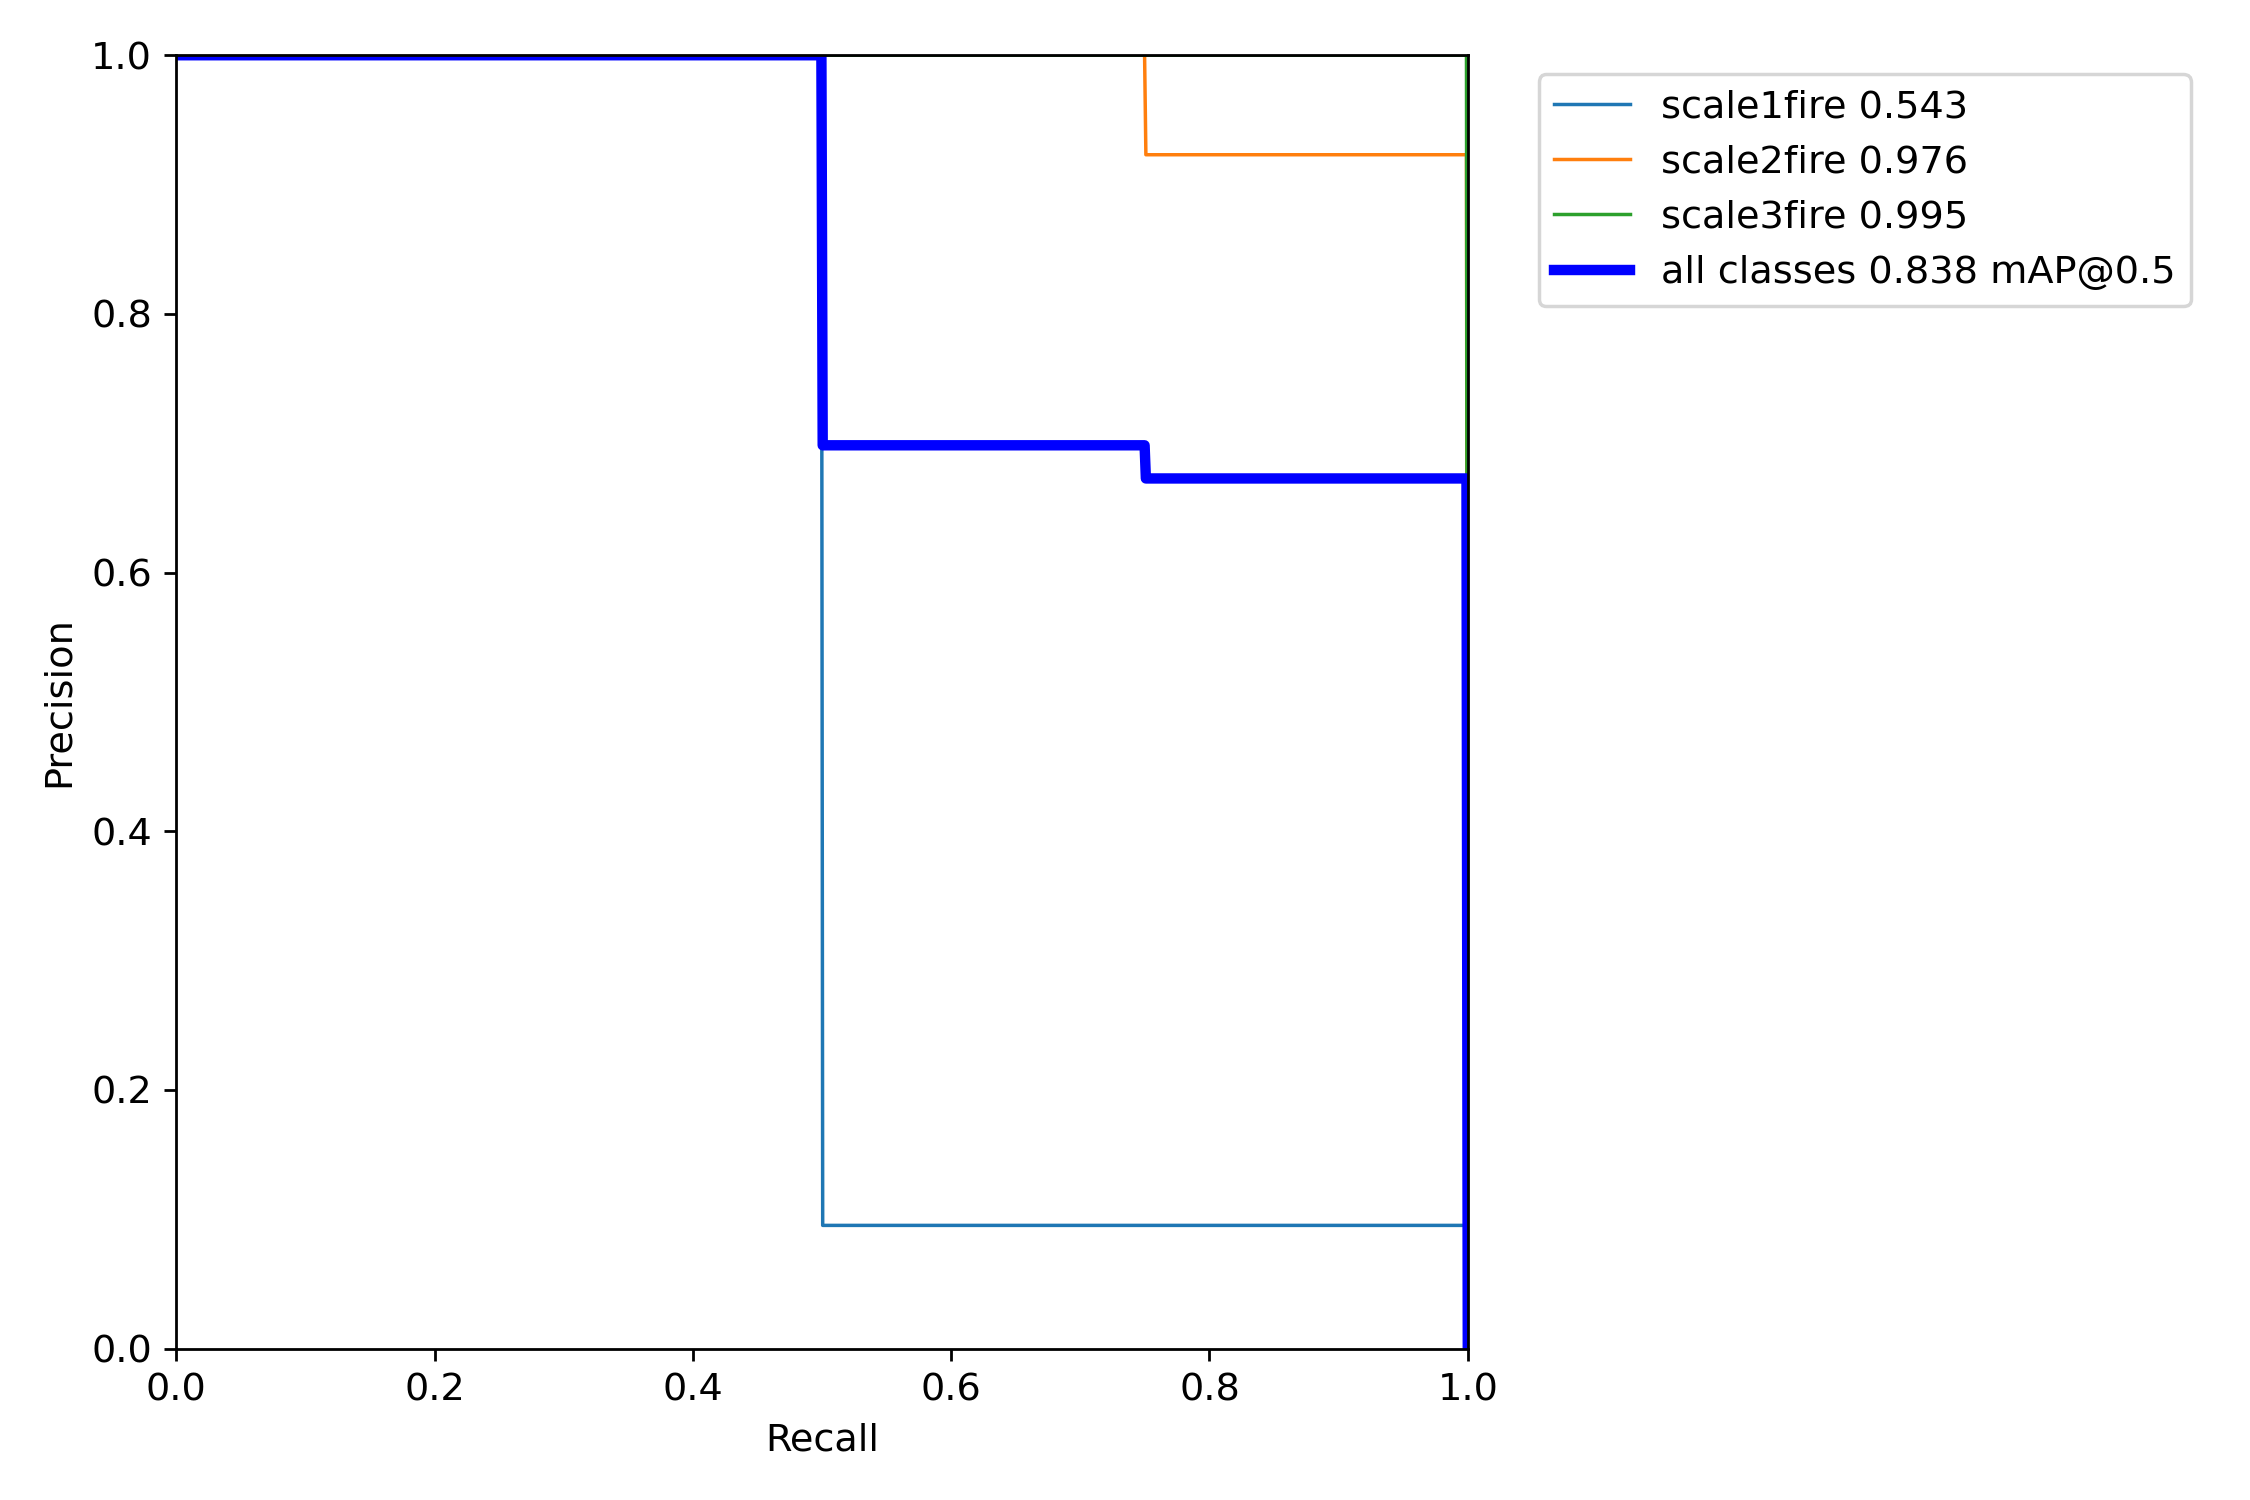 1.0
0.8
0.6
0.4
0.2
0.0
Precision
0.0 0.2 0.4 0.6 0.8 1.0
Recall
scale1fire 0.543
scale2fire 0.976
scale3fire 0.995
all classes 0.838 mAP@0.5